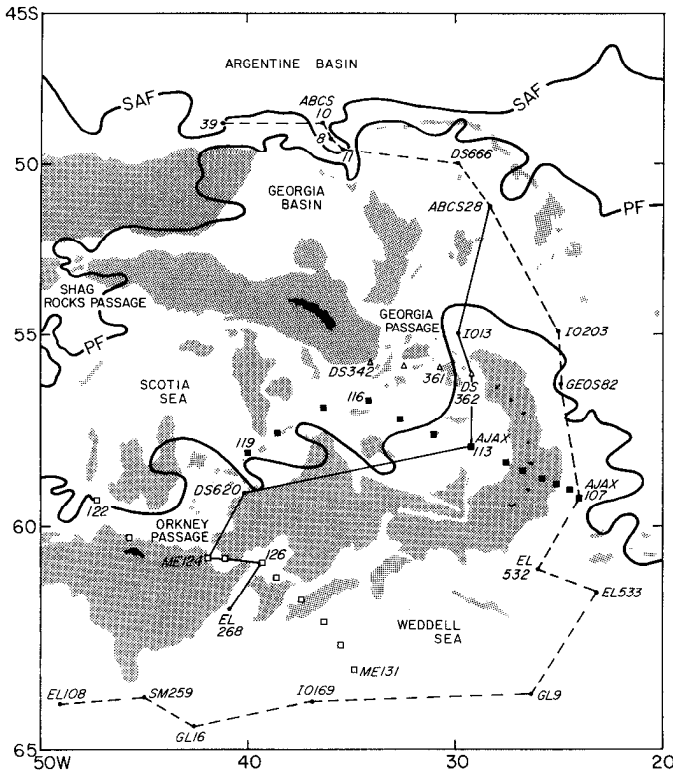 45S
ARGENTINE BASIN
SAF
39
ABCS
10
8
11
SAF
50
DS666
GEORGIA
BASIN
ABCS28
PF
SHAG
ROCKS PASSAGE
GEORGIA
PASSAGE
55
PF
IO13
IO203
DS342
361
DS
362
GEOS82
SCOTIA
SEA
116
119
AJAX
113
DS620
122
AJAX
107
60
ORKNEY
PASSAGE
ME124
126
EL
532
EL533
EL
268
WEDDELL
SEA
ME131
EL108
SM259
IO169
GL9
GL16
65
50W
40
30
20